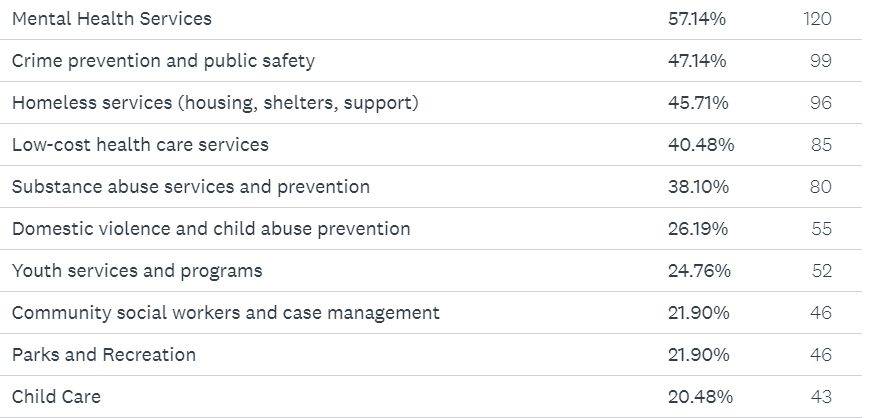 Mental Health Services 57.14% 120
Crime prevention and public safety 47.14% 99
Homeless services (housing, shelters, support) 45.71% 96
Low-cost health care services 40.48% 85
Substance abuse services and prevention 38.10% 80
Domestic violence and child abuse prevention 26.19% 55
Youth services and programs 24.76% 52
Community social workers and case management 21.90% 46
Parks and Recreation 21.90% 46
Child Care 20.48% 43